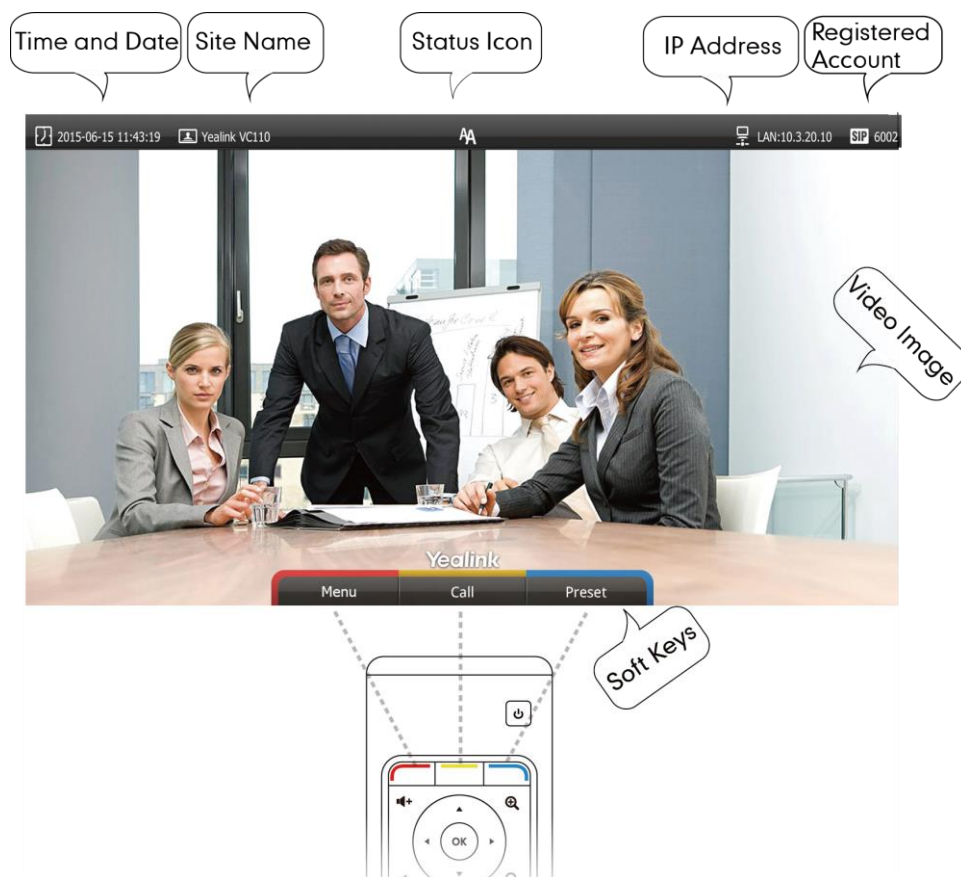 Time and Date
Site Name
Status Icon
IP Address
Registered
Account
2015-06-15 11:43:19
Yealink VC110
AA
LAN:10.3.20.10
SIP 6002
Video Image
Yealink
Menu
Call
Preset
Soft Keys
OK